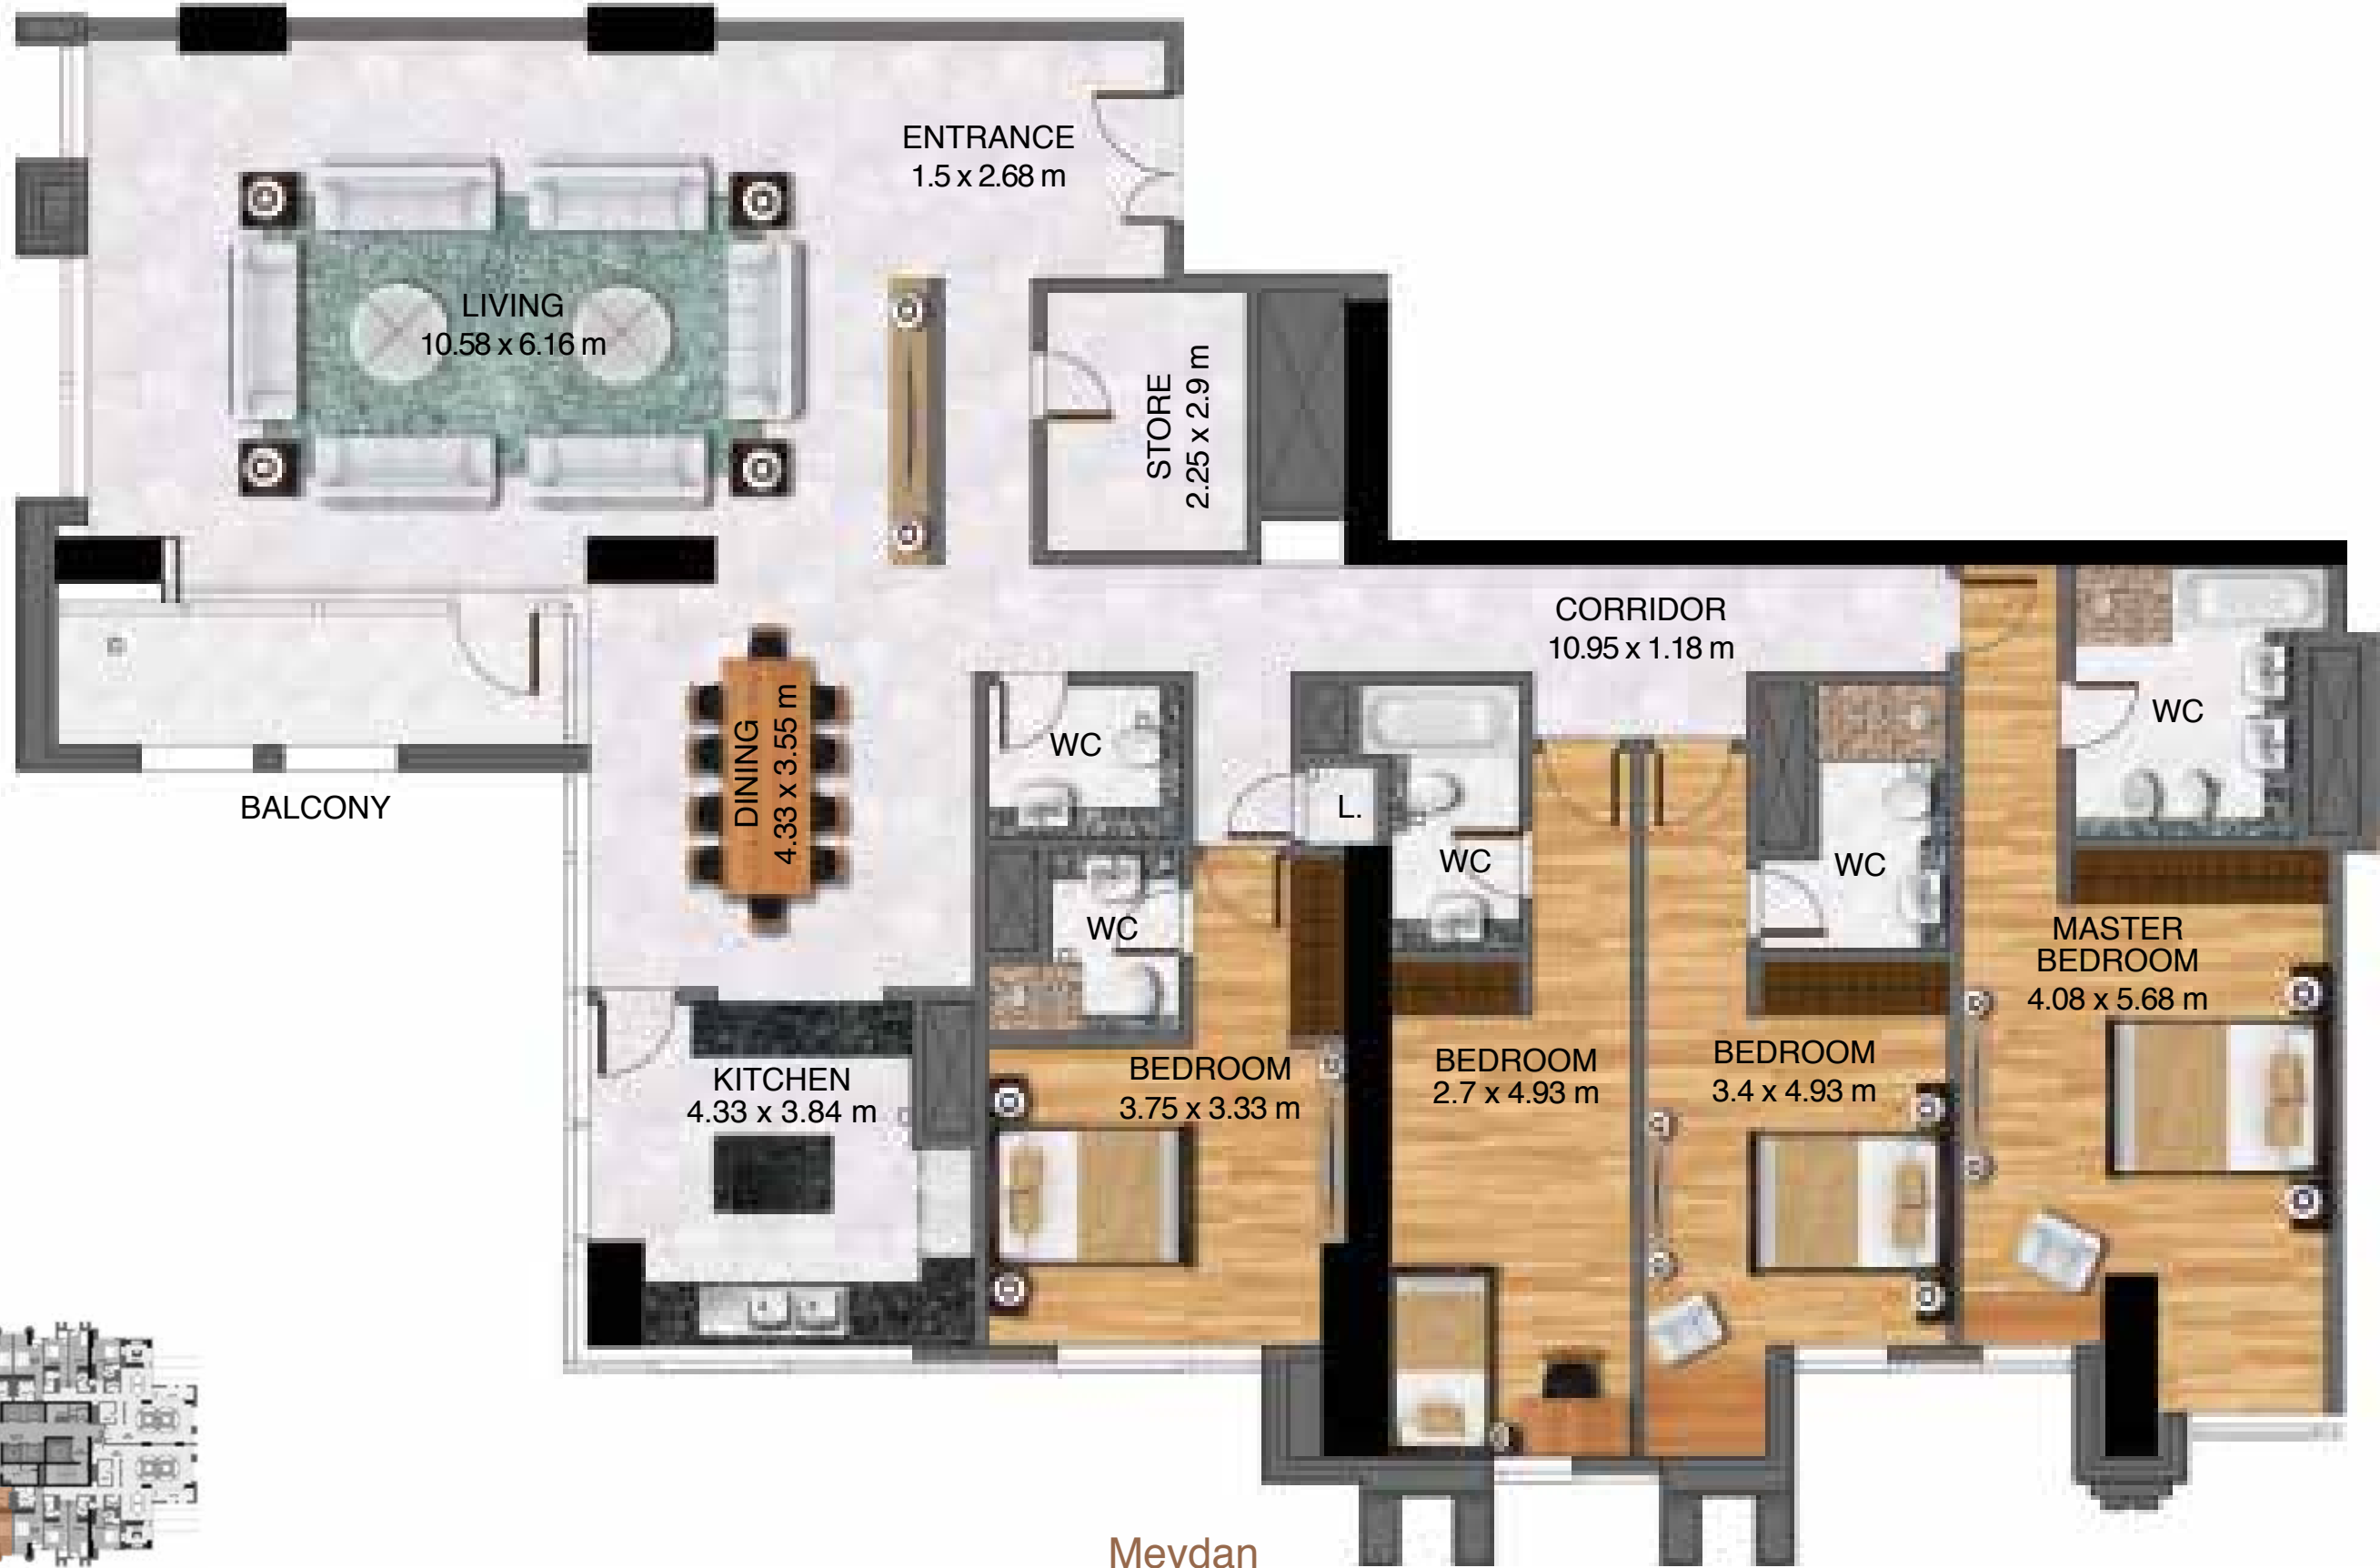 ENTRANCE
1.5 x 2.68 m
LIVING
10.58 x 6.16 m
STORE
2.25 x 2.9 m
CORRIDOR
10.95 x 1.18 m
WC
WC
BALCONY
DINING
4.33 x 3.55 m
L.
WC
WC
WC
MASTER
BEDROOM
4.08 x 5.68 m
KITCHEN
4.33 x 3.84 m
BEDROOM
3.75 x 3.33 m
BEDROOM
2.7 x 4.93 m
BEDROOM
3.4 x 4.93 m
Meydan